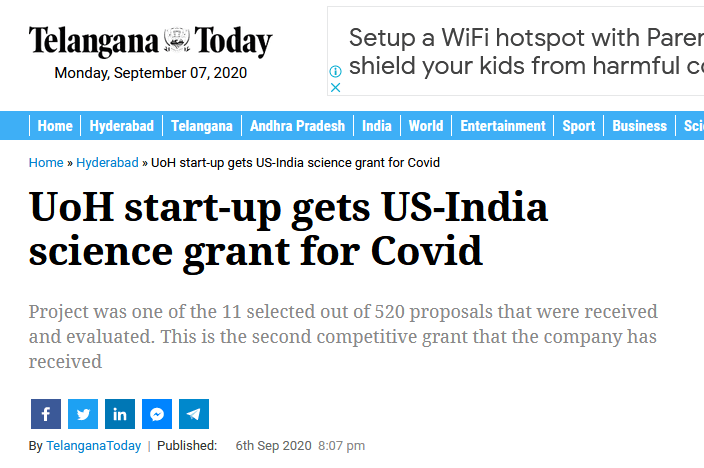 Telangana Today
Monday, September 07, 2020
Setup a WiFi hotspot with Paren
shield your kids from harmful co
Home Hyderabad Telangana Andhra Pradesh India World Entertainment Sport Business Sci
Home » Hyderabad » UoH start-up gets US-India science grant for Covid
UoH start-up gets US-India
science grant for Covid
Project was one of the 11 selected out of 520 proposals that were received
and evaluated. This is the second competitive grant that the company has
received
By TelanganaToday | Published: 6th Sep 2020 8:07 pm